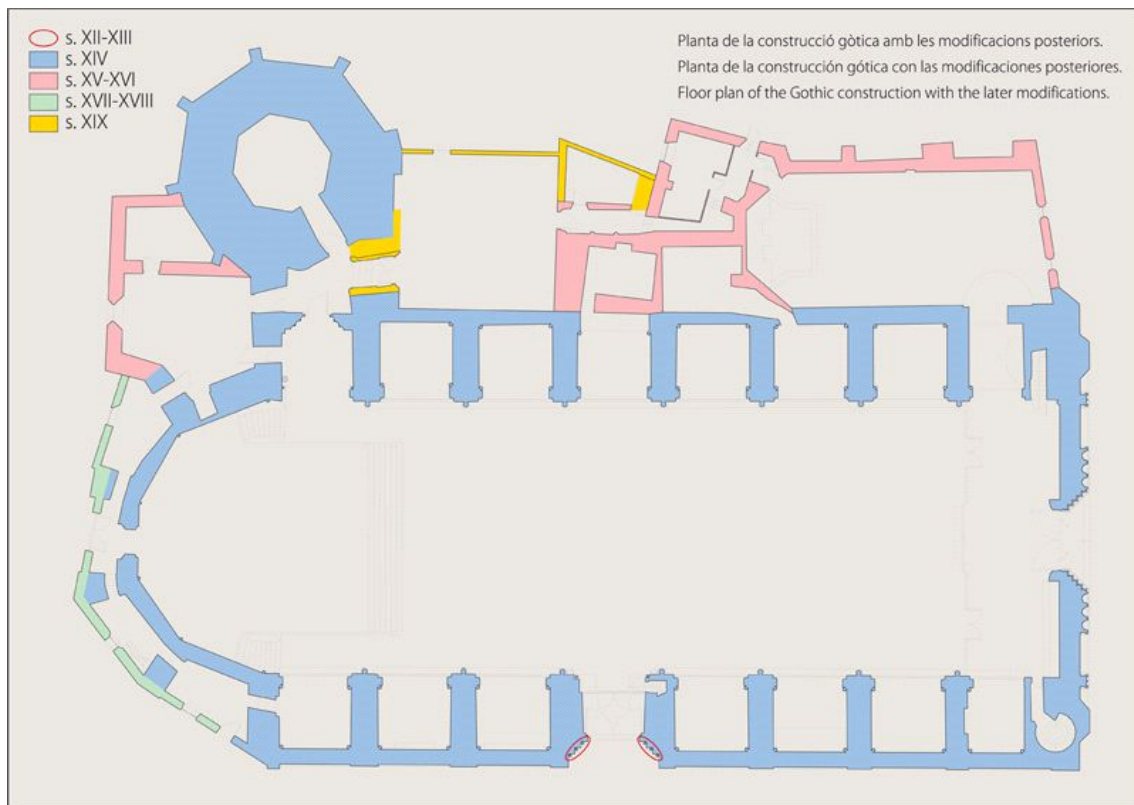 s. XII-XIII
s. XIV
s. XV-XVI
s. XVII-XVIII
s. XIX
Planta de la construcció gòtica amb les modificacions posteriors.
Planta de la construcción gótica con las modificaciones posteriores.
Floor plan of the Gothic construction with the later modifications.